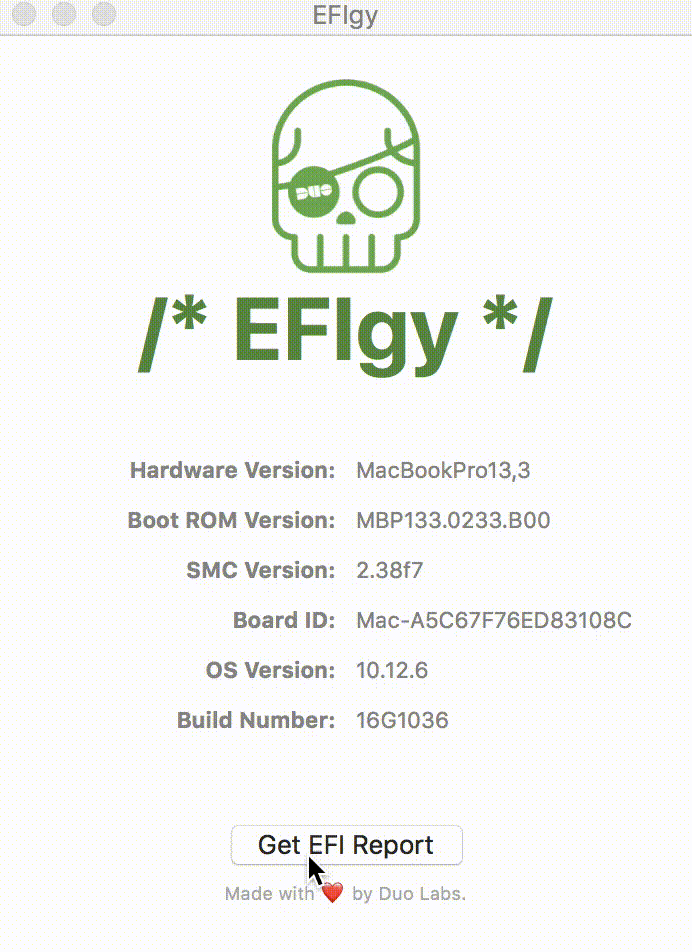 EFIgy
DUO
/* EFIgy */
Hardware Version: MacBookPro13,3
Boot ROM Version: MBP133.0233.B00
SMC Version: 2.38f7
Board ID: Mac-A5C67F76ED83108C
OS Version: 10.12.6
Build Number: 16G1036
Get EFI Report
Made with ❤️ by Duo Labs.